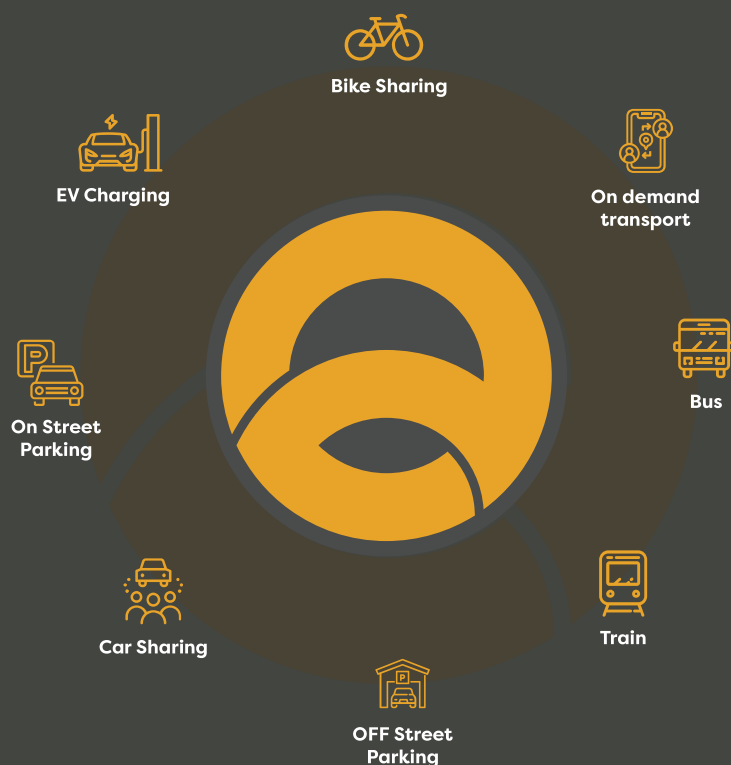 Bike Sharing
EV Charging
On demand
transport
P
Bus
On Street
Parking
Car Sharing
Train
P
OFF Street
Parking